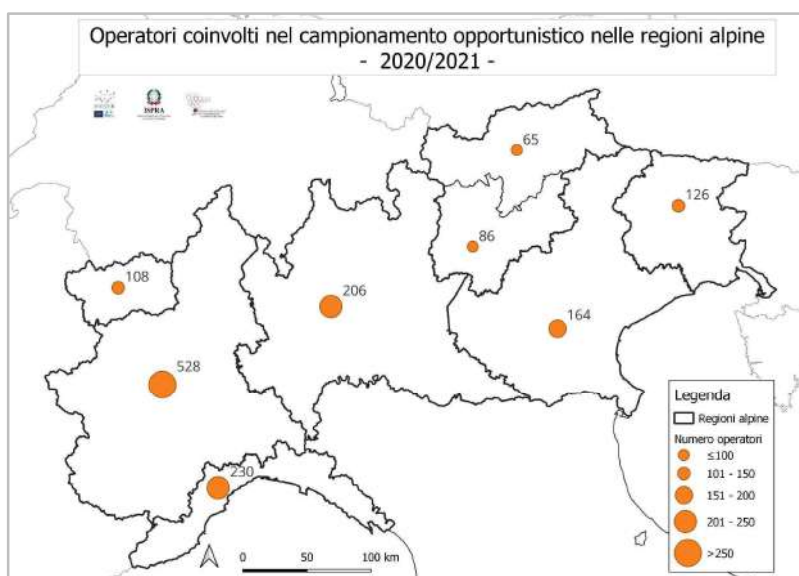 Operatori coinvolti nel campionamento opportunistico nelle regioni alpine
- 2020/2021 -
ISPRA
65
126
86
108
206
164
528
230
Legenda
Regioni alpine
Numero operatori
≤100
101 - 150
151 - 200
201 - 250
>250
0 50 100 km